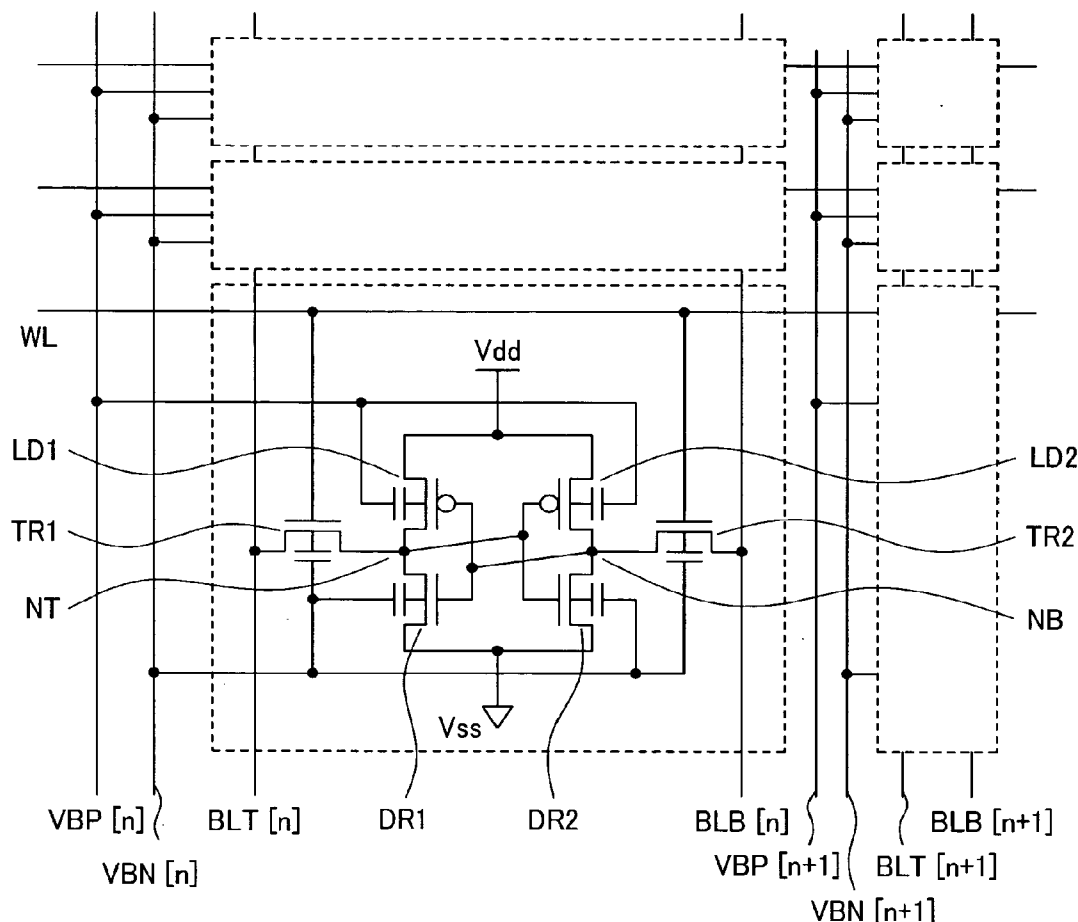 WL
Vdd
LD1
LD2
TR1
TR2
NT
NB
Vss
VBP [n]
BLT [n]
DR1
DR2
BLB [n]
BLB [n+1]
VBN [n]
VBP [n+1]
BLT [n+1]
VBN [n+1]